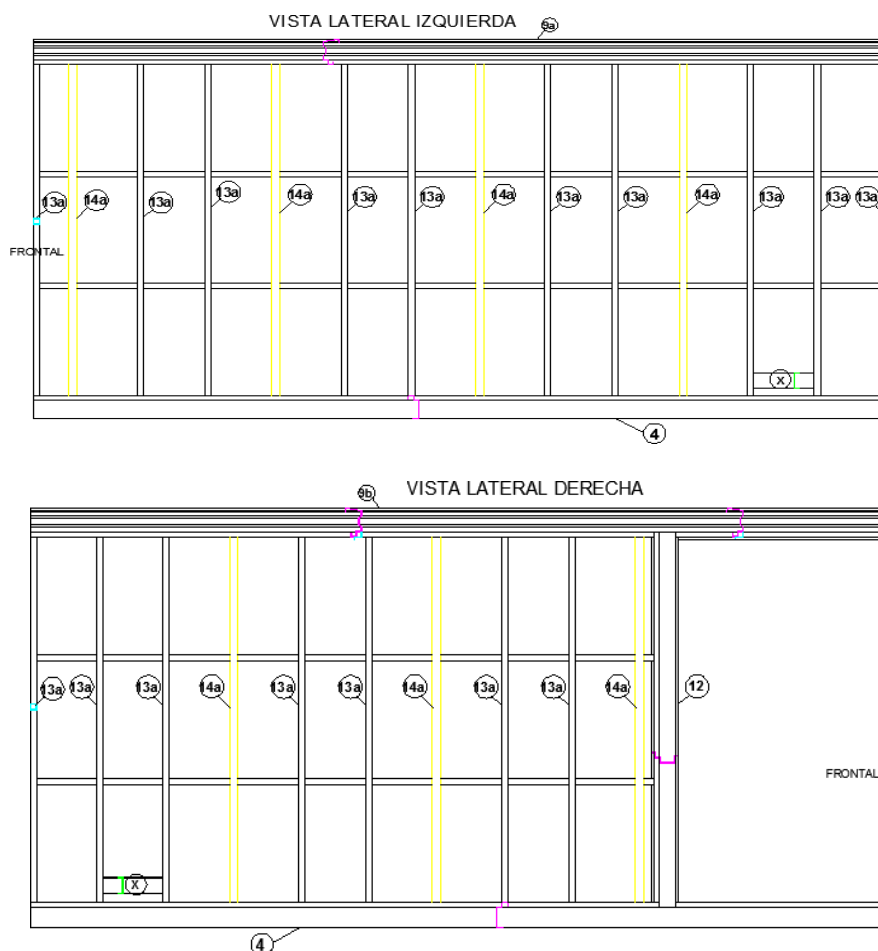 VISTA LATERAL IZQUIERDA 9a
13a 14a 13a 13a 14a 13a 13a 14a 13a 13a 14a 13a 13a 13a
FRONTAL
x
4
9b VISTA LATERAL DERECHA
13a 13a 13a 14a 13a 13a 14a 13a 13a 14a 12
FRONTAL
X
4